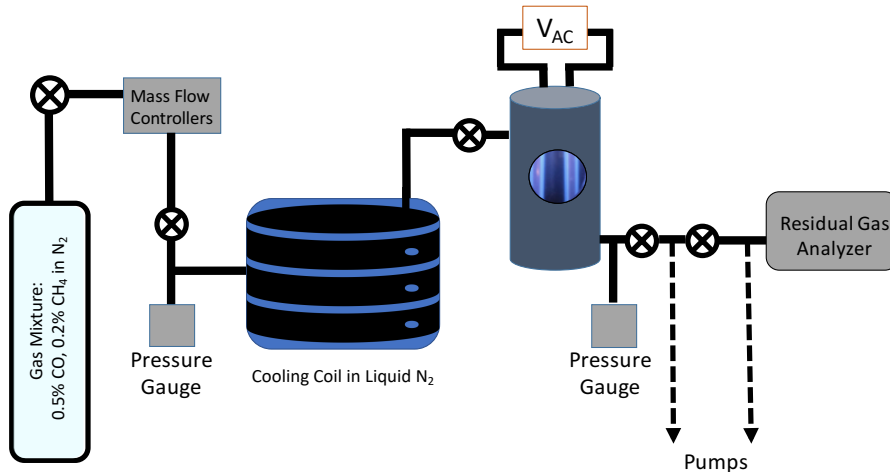 V_AC
Mass Flow
Controllers
Gas Mixture:
0.5% CO, 0.2% CH₄ in N₂
Pressure
Gauge
Cooling Coil in Liquid N₂
Residual Gas
Analyzer
Pressure
Gauge
Pumps